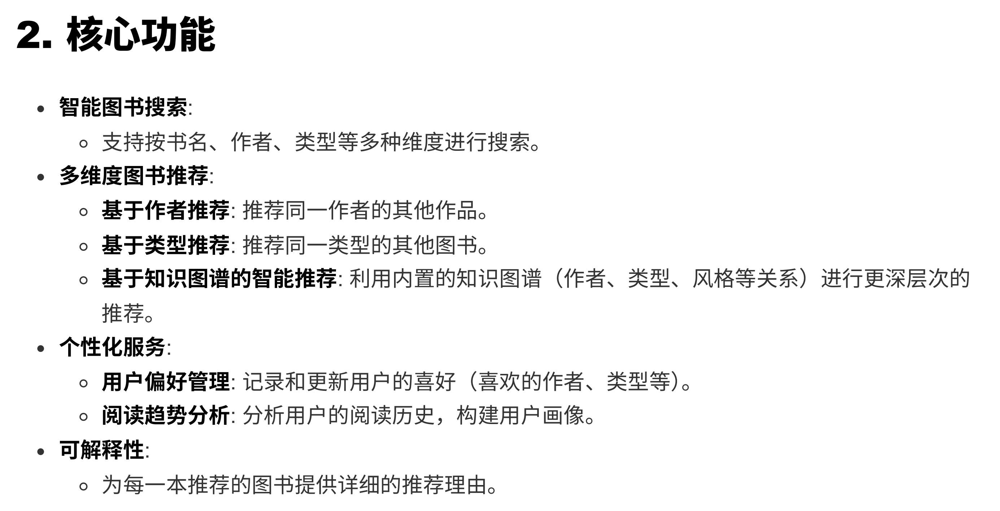 2. 核心功能
• 智能图书搜索:
◦ 支持按书名、作者、类型等多种维度进行搜索。
• 多维度图书推荐:
◦ 基于作者推荐: 推荐同一作者的其他作品。
◦ 基于类型推荐: 推荐同一类型的其他图书。
◦ 基于知识图谱的智能推荐: 利用内置的知识图谱（作者、类型、风格等关系）进行更深层次的
推荐。
• 个性化服务:
◦ 用户偏好管理: 记录和更新用户的喜好（喜欢的作者、类型等）。
◦ 阅读趋势分析: 分析用户的阅读历史，构建用户画像。
• 可解释性:
◦ 为每一本推荐的图书提供详细的推荐理由。